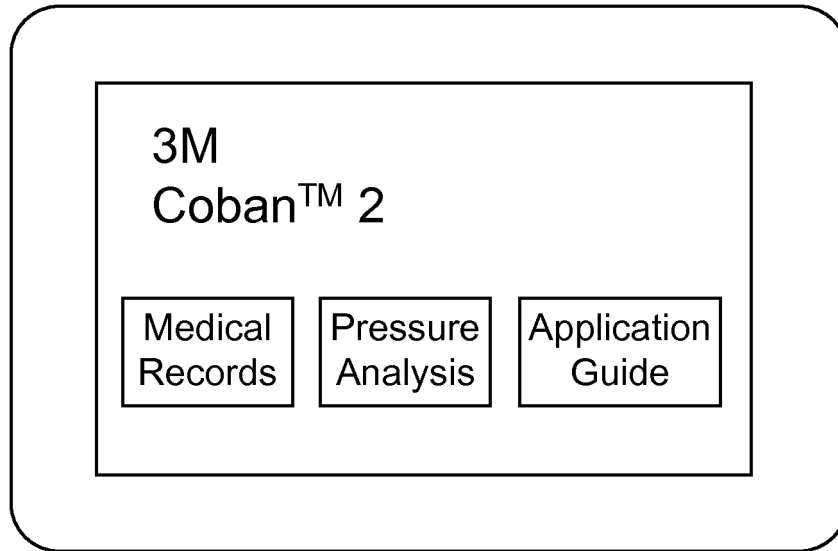 3M
Coban™ 2
Medical
Records
Pressure
Analysis
Application
Guide